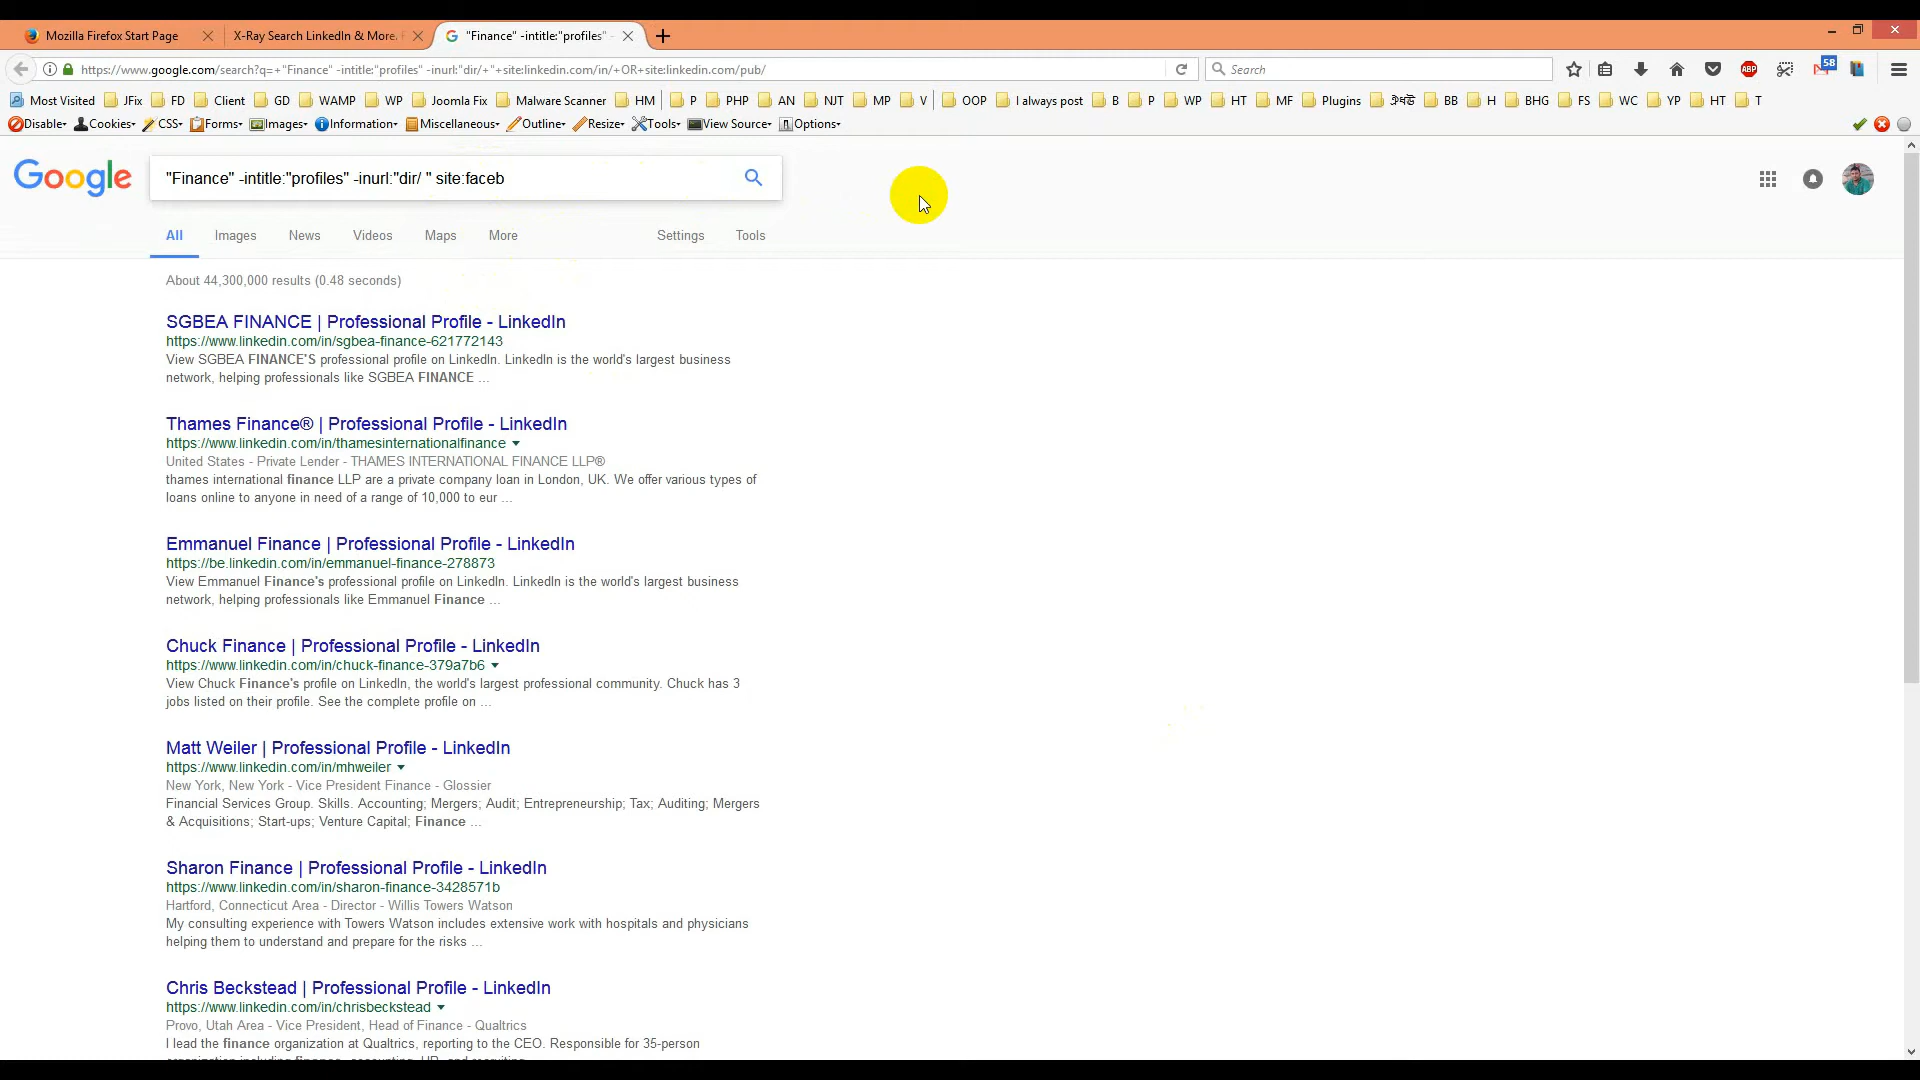 Mozilla Firefox Start Page
X-Ray Search LinkedIn & More.
"Finance" -intitle:"profiles" -
https://www.google.com/search?q=+"Finance" -intitle:"profiles" -inurl:"dir/+"+site:linkedin.com/in/+OR+site:linkedin.com/pub/
Search
58
ABP
Most Visited JFix FD Client GD WAMP WP Joomla Fix Malware Scanner HM P PHP AN NJT MP V OOP I always post B P WP HT MF Plugins BB H BHG FS WC YP HT T
Disable Cookies CSS Forms Images Information Miscellaneous Outline Resize Tools View Source Options
Google
"Finance" -intitle:"profiles" -inurl:"dir/ " site:faceb
All Images News Videos Maps More Settings Tools
About 44,300,000 results (0.48 seconds)
SGBEA FINANCE | Professional Profile - LinkedIn
https://www.linkedin.com/in/sgbea-finance-621772143
View SGBEA FINANCE'S professional profile on LinkedIn. LinkedIn is the world's largest business
network, helping professionals like SGBEA FINANCE ...
Thames Finance® | Professional Profile - LinkedIn
https://www.linkedin.com/in/thamesinternationalfinance
United States - Private Lender - THAMES INTERNATIONAL FINANCE LLP®
thames international finance LLP are a private company loan in London, UK. We offer various types of
loans online to anyone in need of a range of 10,000 to eur ...
Emmanuel Finance | Professional Profile - LinkedIn
https://be.linkedin.com/in/emmanuel-finance-278873
View Emmanuel Finance's professional profile on LinkedIn. LinkedIn is the world's largest business
network, helping professionals like Emmanuel Finance ...
Chuck Finance | Professional Profile - LinkedIn
https://www.linkedin.com/in/chuck-finance-379a7b6
View Chuck Finance's profile on LinkedIn, the world's largest professional community. Chuck has 3
jobs listed on their profile. See the complete profile on ...
Matt Weiler | Professional Profile - LinkedIn
https://www.linkedin.com/in/mhweiler
New York, New York - Vice President Finance - Glossier
Financial Services Group. Skills. Accounting; Mergers; Audit; Entrepreneurship; Tax; Auditing; Mergers
& Acquisitions; Start-ups; Venture Capital; Finance ...
Sharon Finance | Professional Profile - LinkedIn
https://www.linkedin.com/in/sharon-finance-3428571b
Hartford, Connecticut Area - Director - Willis Towers Watson
My consulting experience with Towers Watson includes extensive work with hospitals and physicians
helping them to understand and prepare for the risks ...
Chris Beckstead | Professional Profile - LinkedIn
https://www.linkedin.com/in/chrisbeckstead
Provo, Utah Area - Vice President, Head of Finance - Qualtrics
I lead the finance organization at Qualtrics, reporting to the CEO. Responsible for 35-person